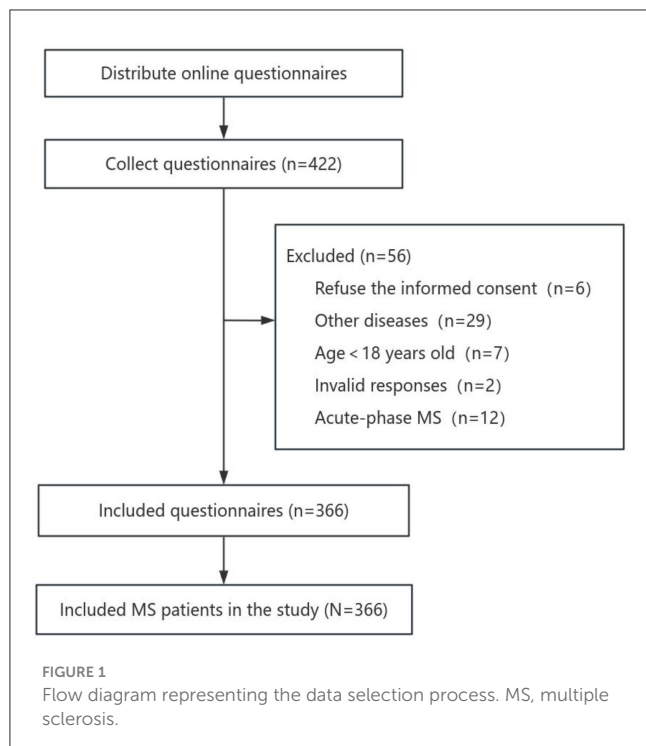 Distribute online questionnaires
Collect questionnaires (n=422)
Excluded (n=56)
Refuse the informed consent (n=6)
Other diseases (n=29)
Age < 18 years old (n=7)
Invalid responses (n=2)
Acute-phase MS (n=12)
Included questionnaires (n=366)
Included MS patients in the study (N=366)
FIGURE 1
Flow diagram representing the data selection process. MS, multiple
sclerosis.